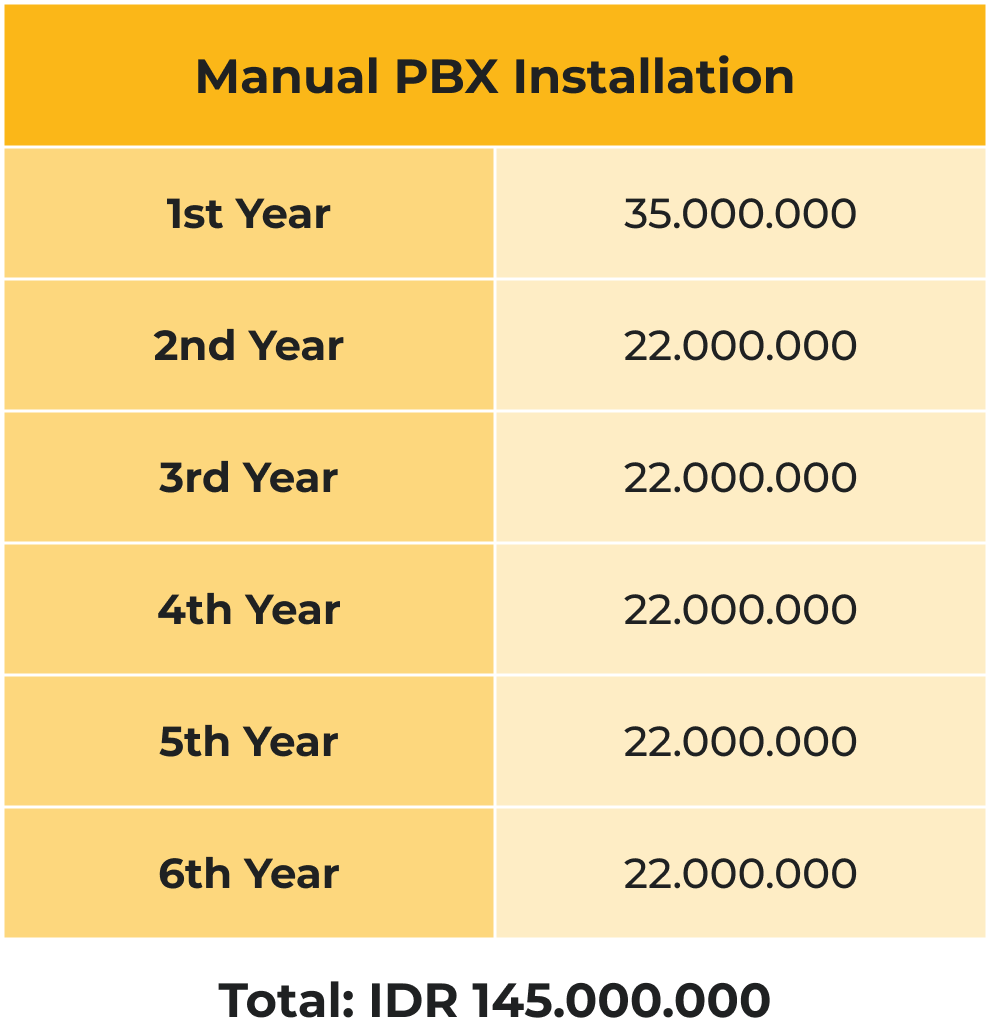 Manual PBX Installation
1st Year 35.000.000
2nd Year 22.000.000
3rd Year 22.000.000
4th Year 22.000.000
5th Year 22.000.000
6th Year 22.000.000
Total: IDR 145.000.000